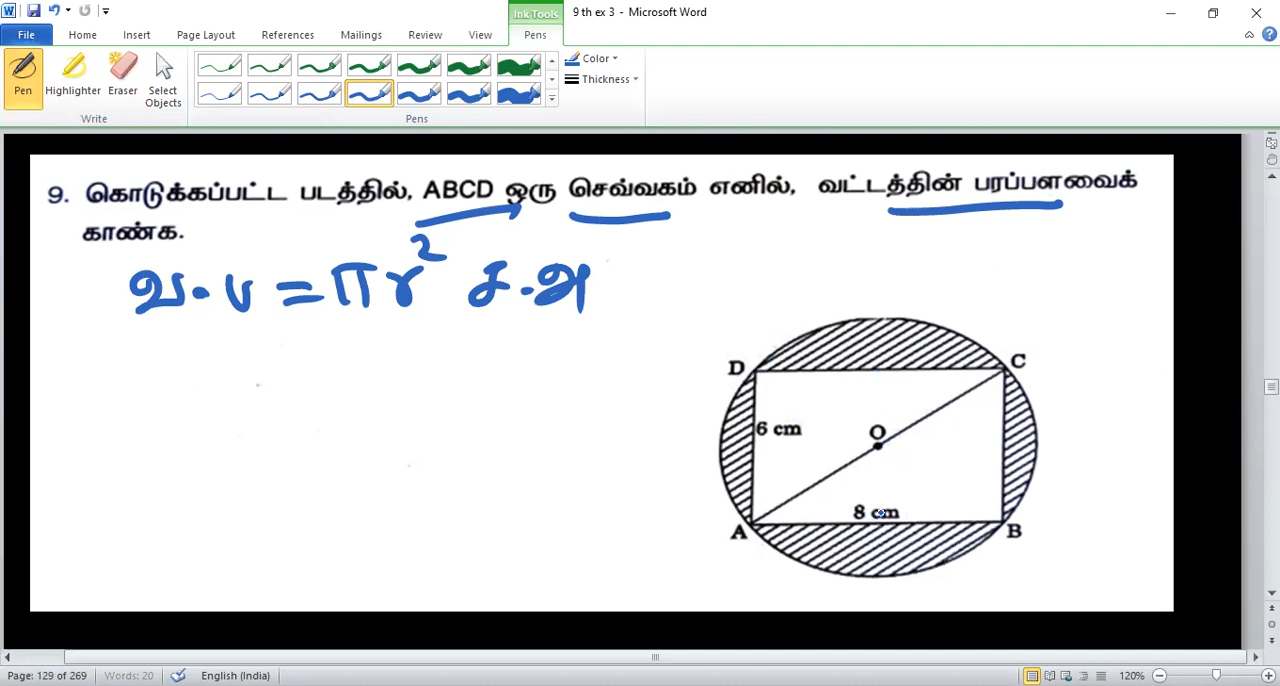 Ink Tools
9 th ex 3 - Microsoft Word
File Home Insert Page Layout References Mailings Review View Pens
Pen Highlighter Eraser Select Objects
Color
Thickness
Write
Pens
9. கொடுக்கப்பட்ட படத்தில், ABCD ஒரு செவ்வகம் எனில், வட்டத்தின் பரப்பளவைக்
காண்க.
வ.ப = πr² ச.அ
D
C
6 cm
O
8 cm
A
B
Page: 129 of 269 Words: 20 English (India) 120%